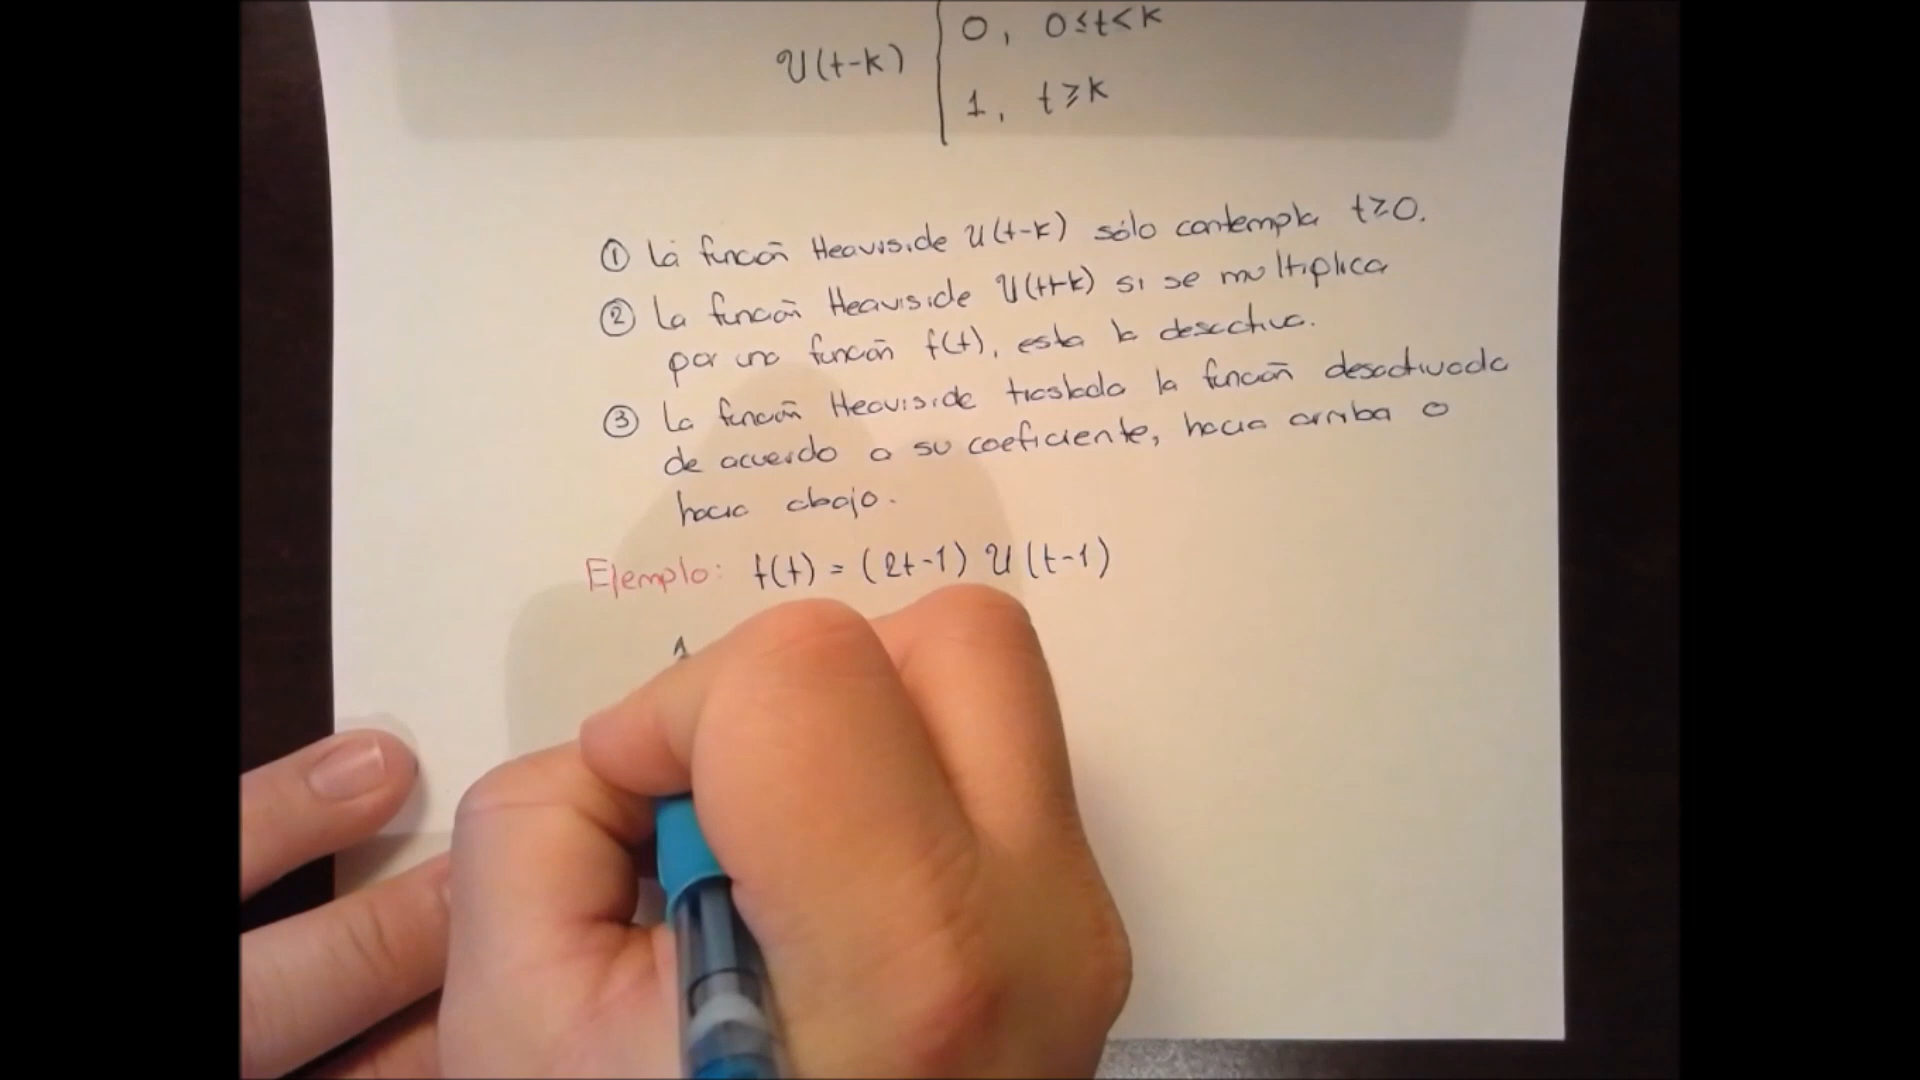 U(t-k) { 0, 0≤t<k
1, t≥k
① La función Heaviside U(t-k) sólo contempla t≥0.
② La función Heaviside U(t-k) si se multiplica
por una función f(t), esta la desactiva.
③ La función Heaviside traslada la función desactivada
de acuerdo a su coeficiente, hacia arriba o
hacia abajo.
Ejemplo: f(t) = (2t-1) U(t-1)